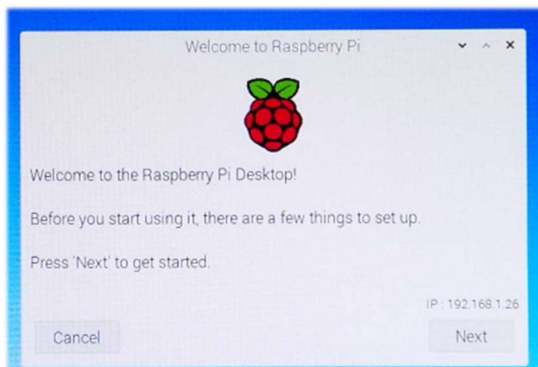 Welcome to Raspberry Pi
Welcome to the Raspberry Pi Desktop!
Before you start using it, there are a few things to set up.
Press 'Next' to get started.
IP : 192.168.1.26
Cancel
Next